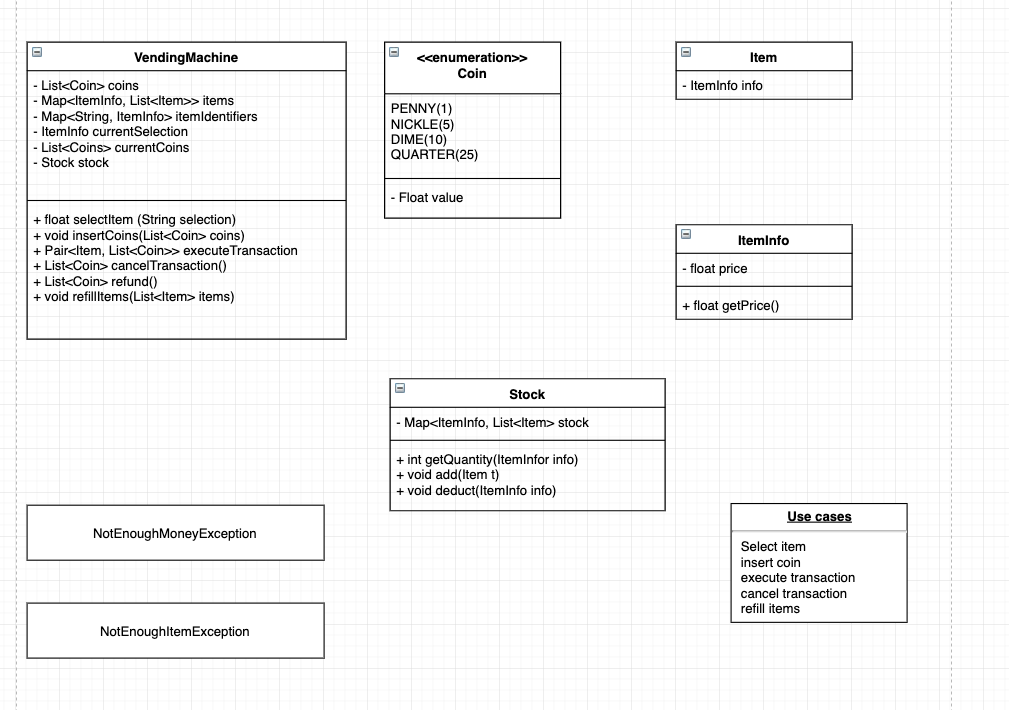 VendingMachine
- List<Coin> coins
- Map<ItemInfo, List<Item>> items
- Map<String, ItemInfo> itemIdentifiers
- ItemInfo currentSelection
- List<Coins> currentCoins
- Stock stock
+ float selectItem (String selection)
+ void insertCoins(List<Coin> coins)
+ Pair<Item, List<Coin>> executeTransaction
+ List<Coin> cancelTransaction()
+ List<Coin> refund()
+ void refillItems(List<Item> items)
<<enumeration>>
Coin
PENNY(1)
NICKLE(5)
DIME(10)
QUARTER(25)
- Float value
Item
- ItemInfo info
ItemInfo
- float price
+ float getPrice()
Stock
- Map<ItemInfo, List<Item> stock
+ int getQuantity(ItemInfor info)
+ void add(Item t)
+ void deduct(ItemInfo info)
NotEnoughMoneyException
NotEnoughItemException
Use cases
Select item
insert coin
execute transaction
cancel transaction
refill items